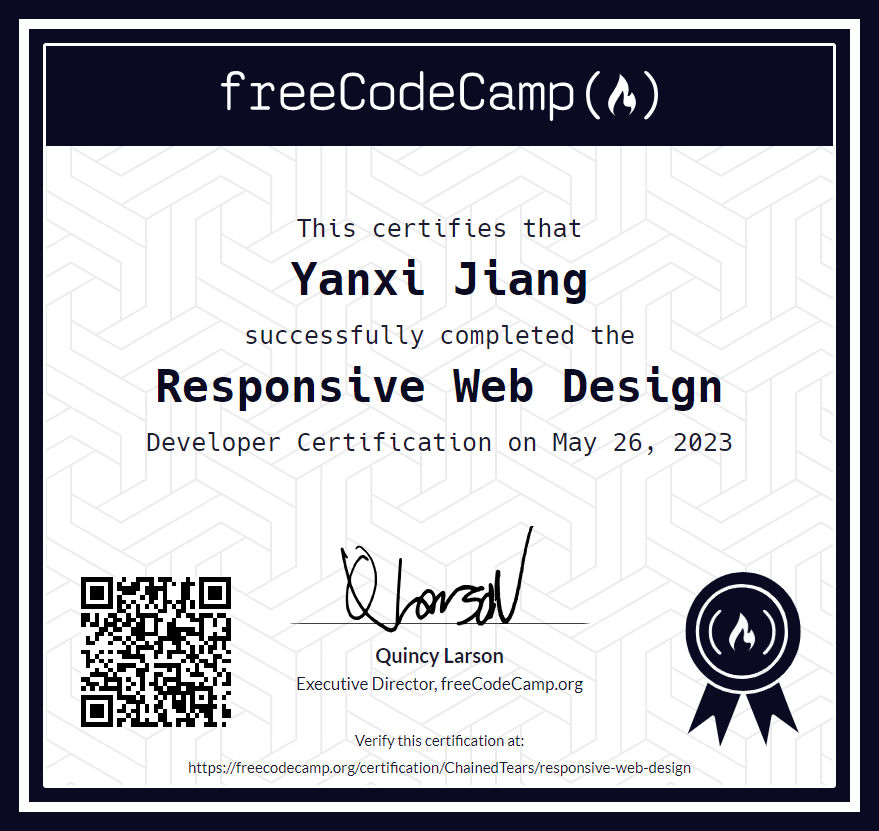 freeCodeCamp
This certifies that
Yanxi Jiang
successfully completed the
Responsive Web Design
Developer Certification on May 26, 2023
Q Larson
Quincy Larson
Executive Director, freeCodeCamp.org
Verify this certification at:
https://freecodecamp.org/certification/ChainedTears/responsive-web-design